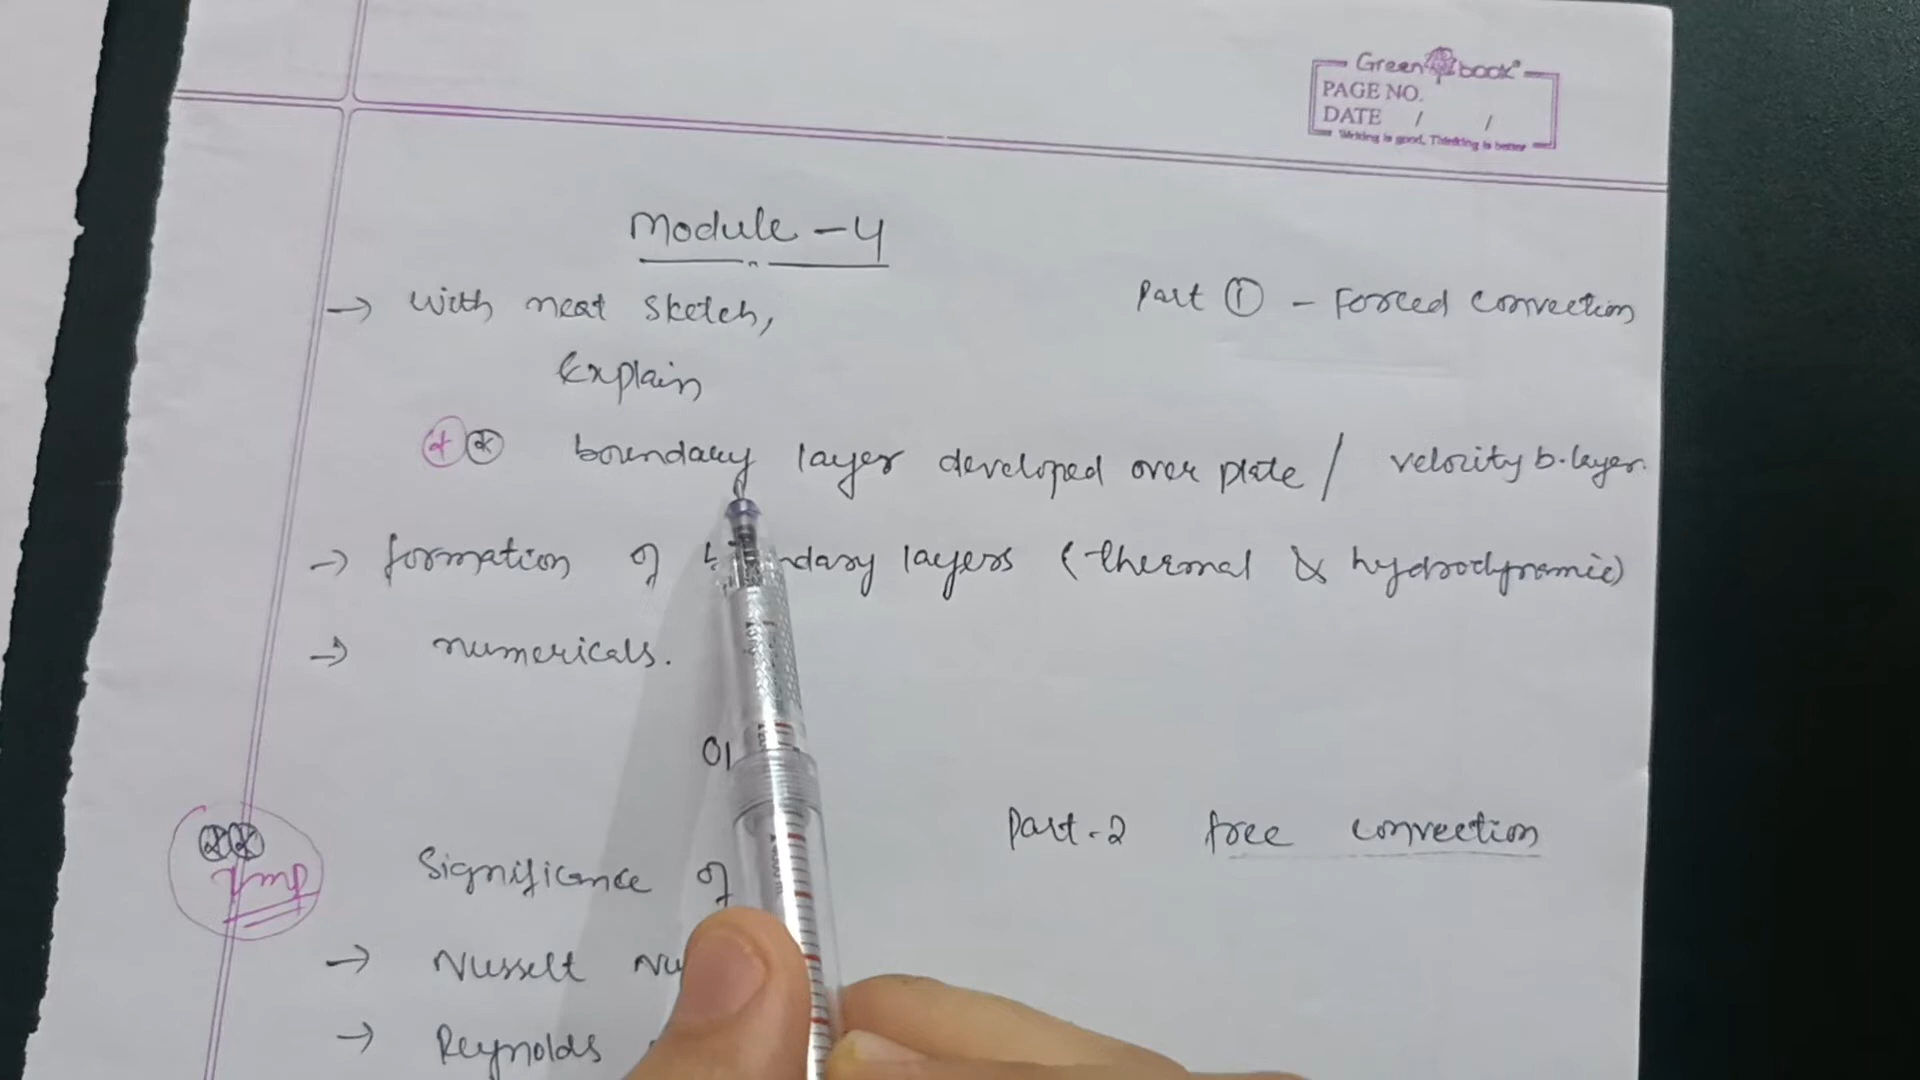 Green book
PAGE NO.
DATE / /
Writing is good, Thinking is better
Module - 4
→ with neat sketch,
Part ① - Forced convection
Explain
boundary layer developed over plate / velocity b.layer.
→ formation of layers (thermal & hydrodynamic)
→ numericals.
Part-2 free convection
Imp
Significance of
→ Nusselt
→ Reynolds